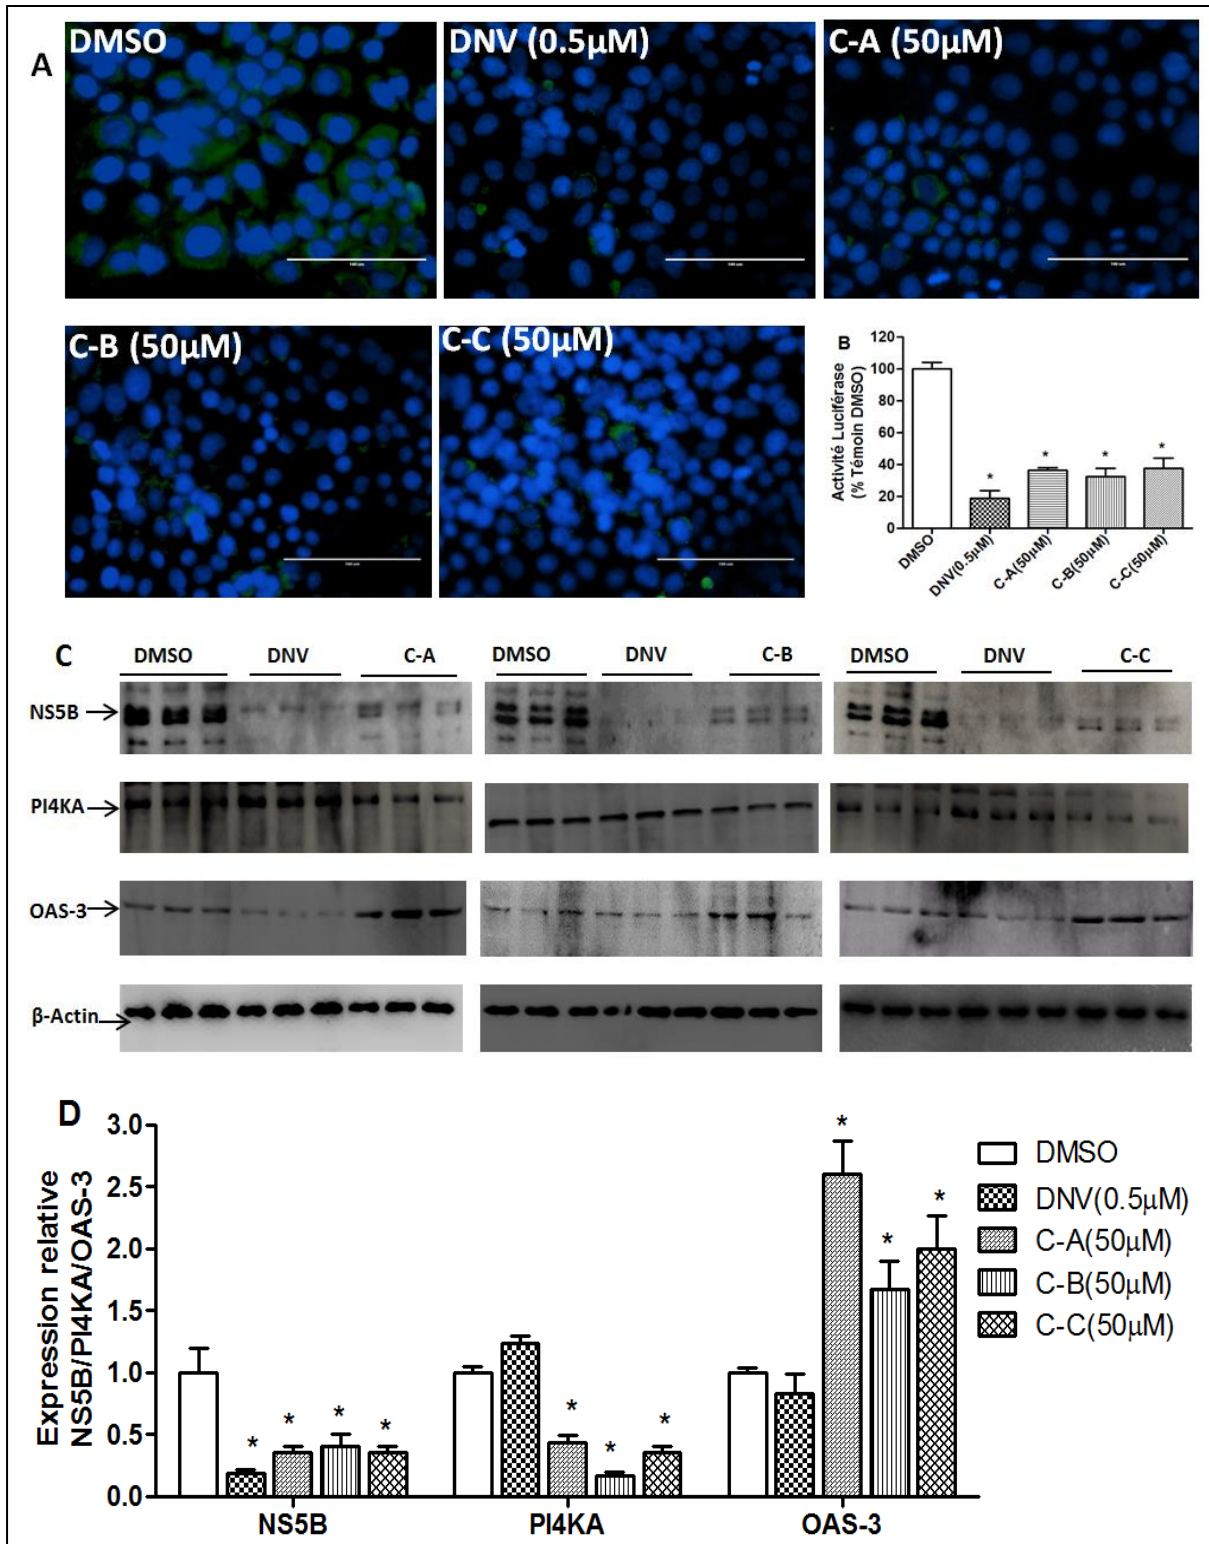 A
DMSO
DNV (0.5µM)
C-A (50µM)
C-B (50µM)
C-C (50µM)
B
Activité Luciférase
(% Témoin DMSO)
120
100
80
60
40
20
0
*
*
*
*
DMSO
DNV(0.5µM)
C-A(50µM)
C-B(50µM)
C-C(50µM)
C
DMSO
DNV
C-A
DMSO
DNV
C-B
DMSO
DNV
C-C
NS5B
PI4KA
OAS-3
β-Actin
D
Expression relative
NS5B/PI4KA/OAS-3
3.0
2.5
2.0
1.5
1.0
0.5
0.0
*
*
*
*
*
*
*
*
*
*
NS5B
PI4KA
OAS-3
DMSO
DNV(0.5µM)
C-A(50µM)
C-B(50µM)
C-C(50µM)